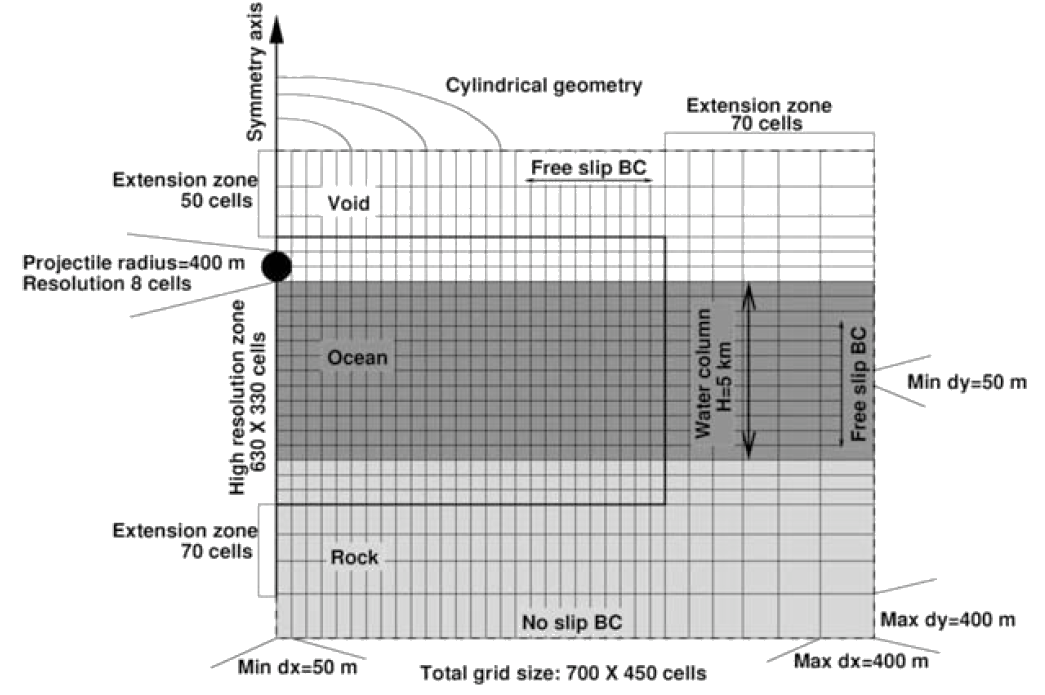 Symmetry axis
Cylindrical geometry
Extension zone
70 cells
Extension zone
50 cells
Free slip BC
Void
Projectile radius=400 m
Resolution 8 cells
High resolution zone
630 X 330 cells
Ocean
Water column
H=5 km
Free slip BC
Min dy=50 m
Extension zone
70 cells
Rock
No slip BC
Max dy=400 m
Min dx=50 m
Total grid size: 700 X 450 cells
Max dx=400 m